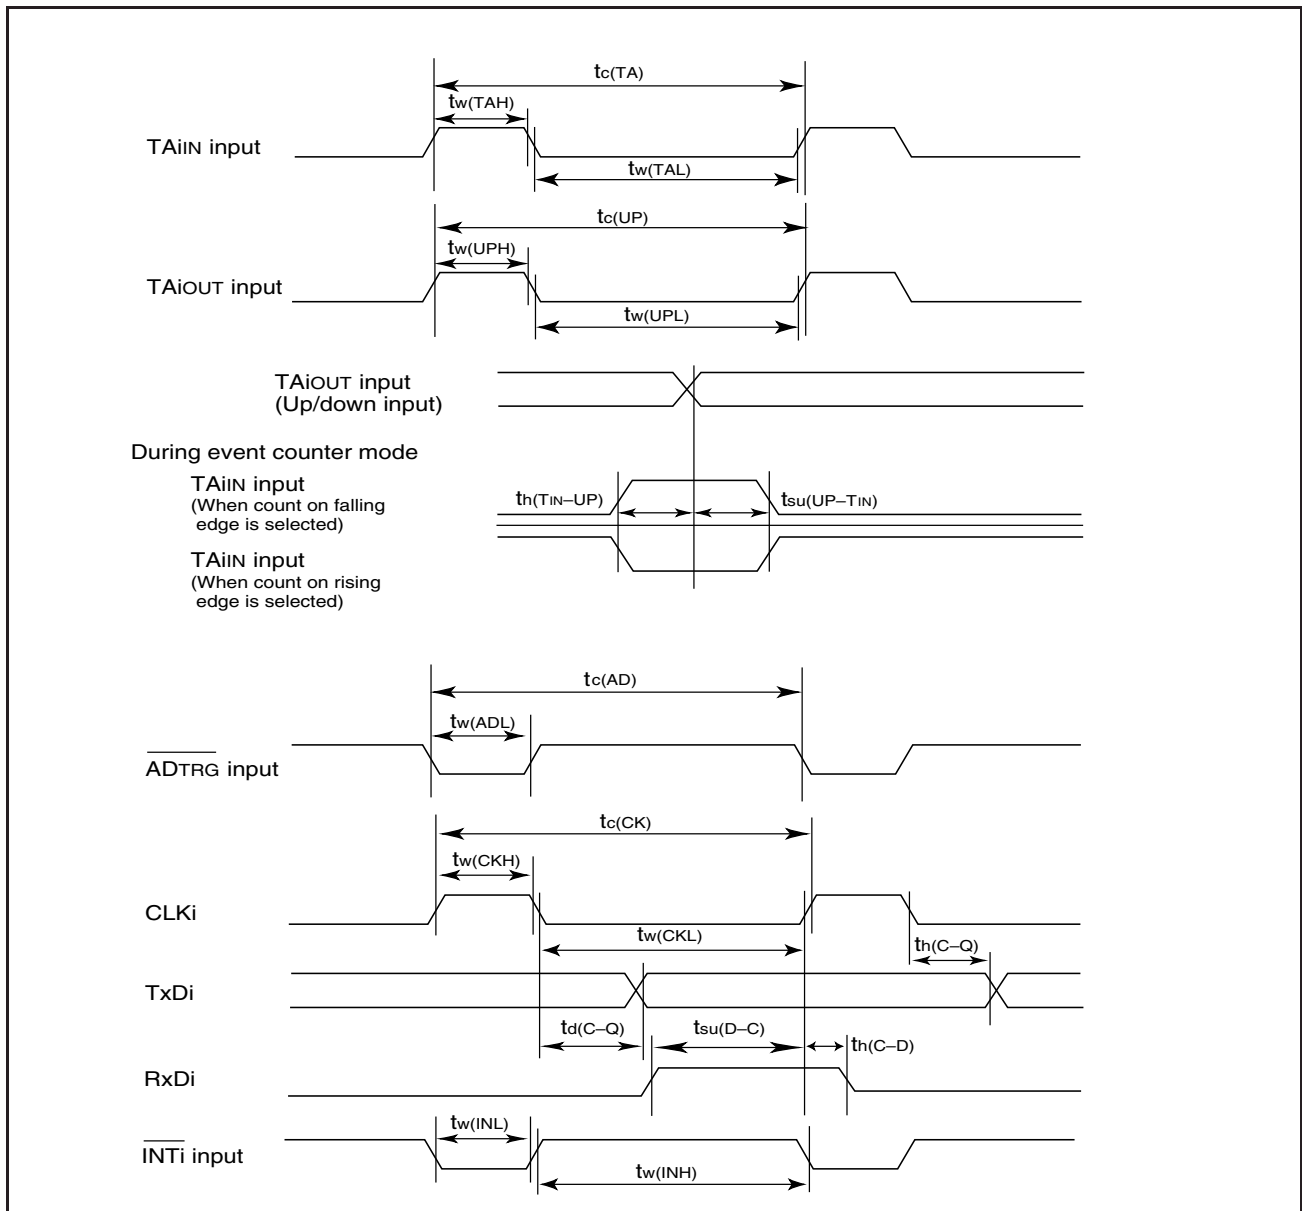 tc(TA)
tw(TAH)
TAiIN input
tw(TAL)
tc(UP)
tw(UPH)
TAiOUT input
tw(UPL)
TAiOUT input
(Up/down input)
During event counter mode
TAiIN input
(When count on falling
edge is selected)
th(TIN–UP)
tsu(UP–TIN)
TAiIN input
(When count on rising
edge is selected)
tc(AD)
tw(ADL)
ADTRG input
tc(CK)
tw(CKH)
CLKi
tw(CKL)
th(C–Q)
TxDi
td(C–Q)
tsu(D–C)
th(C–D)
RxDi
tw(INL)
INTi input
tw(INH)